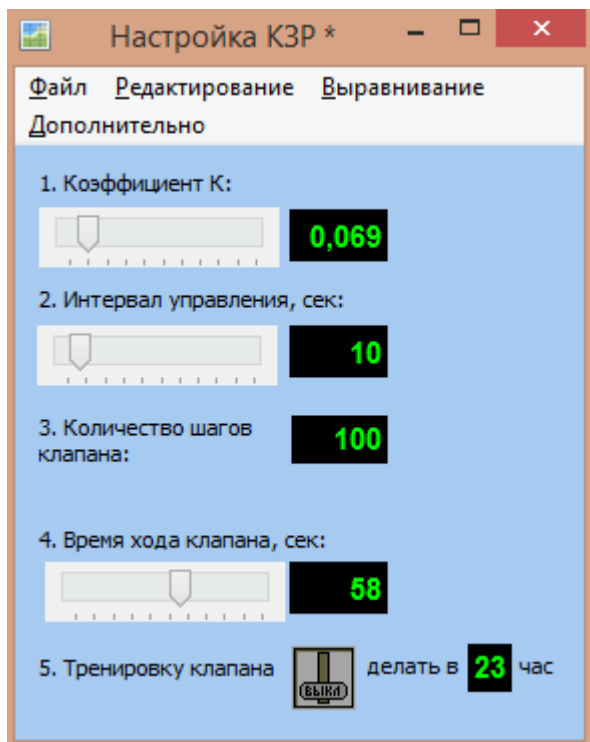 Настройка КЗР *
Файл Редактирование Выравнивание
Дополнительно
1. Коэффициент К:
0,069
2. Интервал управления, сек:
10
3. Количество шагов
клапана:
100
4. Время хода клапана, сек:
58
5. Тренировку клапана ВЫКЛ делать в 23 час